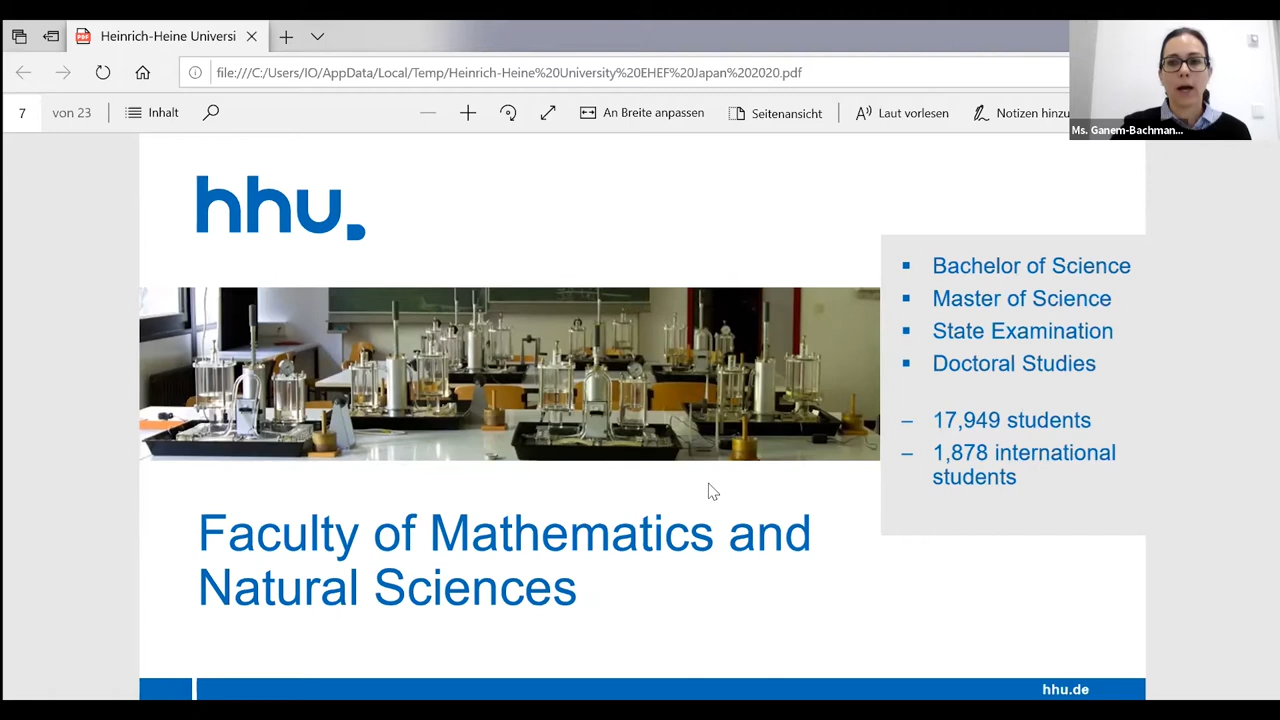 Heinrich-Heine Universi
file:///C:/Users/IO/AppData/Local/Temp/Heinrich-Heine%20University%20EHEF%20Japan%202020.pdf
7 von 23 Inhalt An Breite anpassen Seitenansicht Laut vorlesen Notizen hinzu
Ms. Ganem-Bachman...
hhu.
Bachelor of Science
Master of Science
State Examination
Doctoral Studies
– 17,949 students
– 1,878 international
students
Faculty of Mathematics and
Natural Sciences
hhu.de